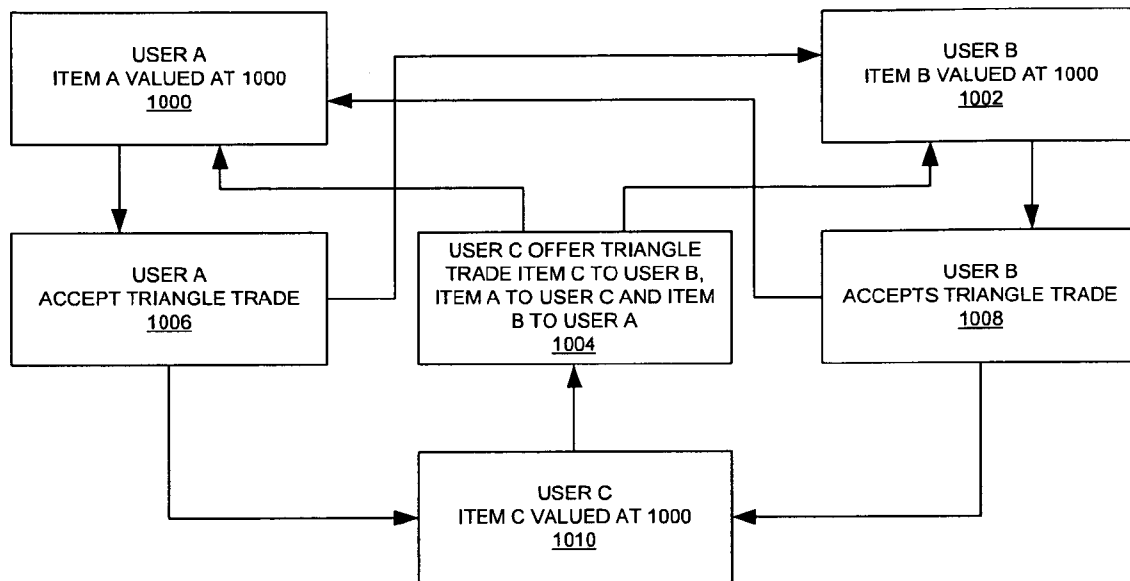 USER A
ITEM A VALUED AT 1000
1000
USER B
ITEM B VALUED AT 1000
1002
USER A
ACCEPT TRIANGLE TRADE
1006
USER C OFFER TRIANGLE
TRADE ITEM C TO USER B,
ITEM A TO USER C AND ITEM
B TO USER A
1004
USER B
ACCEPTS TRIANGLE TRADE
1008
USER C
ITEM C VALUED AT 1000
1010